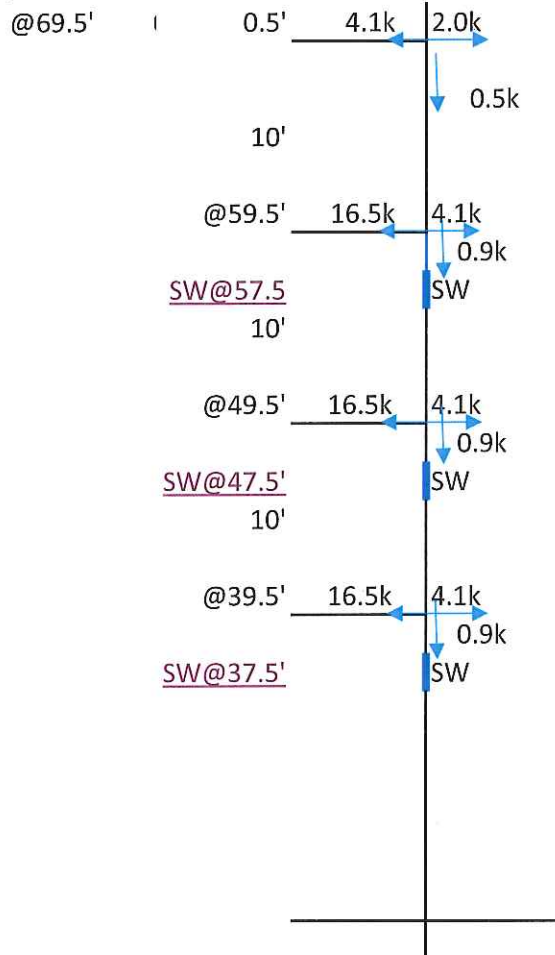 @69.5' 0.5' 4.1k 2.0k
0.5k
10'
@59.5' 16.5k 4.1k
0.9k
SW@57.5 SW
10'
@49.5' 16.5k 4.1k
0.9k
SW@47.5' SW
10'
@39.5' 16.5k 4.1k
0.9k
SW@37.5' SW